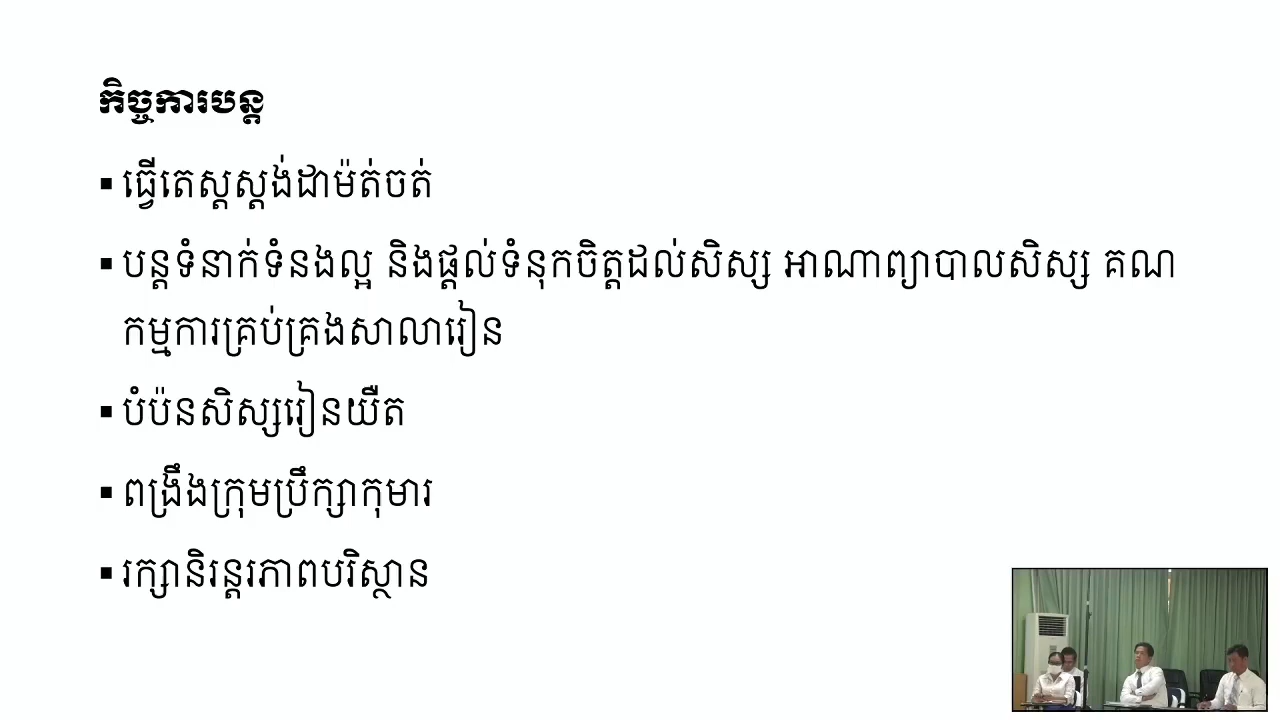 កិច្ចការបន្ត
▪ ធ្វើតេស្តស្តង់ដាម៉ត់ចត់
▪ បន្តទំនាក់ទំនងល្អ និងផ្តល់ទំនុកចិត្តដល់សិស្ស អាណាព្យាបាលសិស្ស គណ
កម្មការគ្រប់គ្រងសាលារៀន
▪ បំប៉នសិស្សរៀនយឺត
▪ ពង្រឹងក្រុមប្រឹក្សាកុមារ
▪ រក្សានិរន្តរភាពបរិស្ថាន